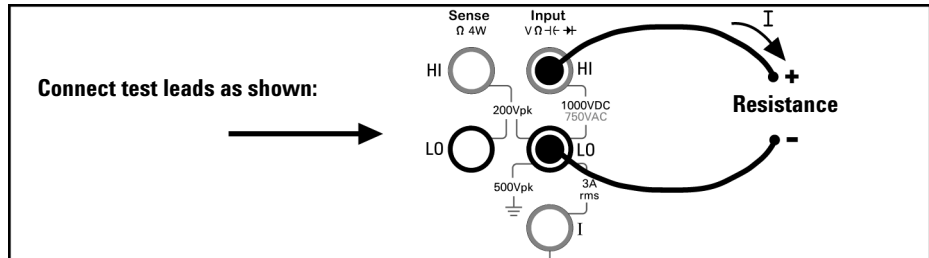 Sense Input
Ω 4W VΩ⊣(- ➔+
I
HI HI
Connect test leads as shown:
+
1000VDC
Resistance
200Vpk
750VAC
-
LO LO
500Vpk 3A
rms
I